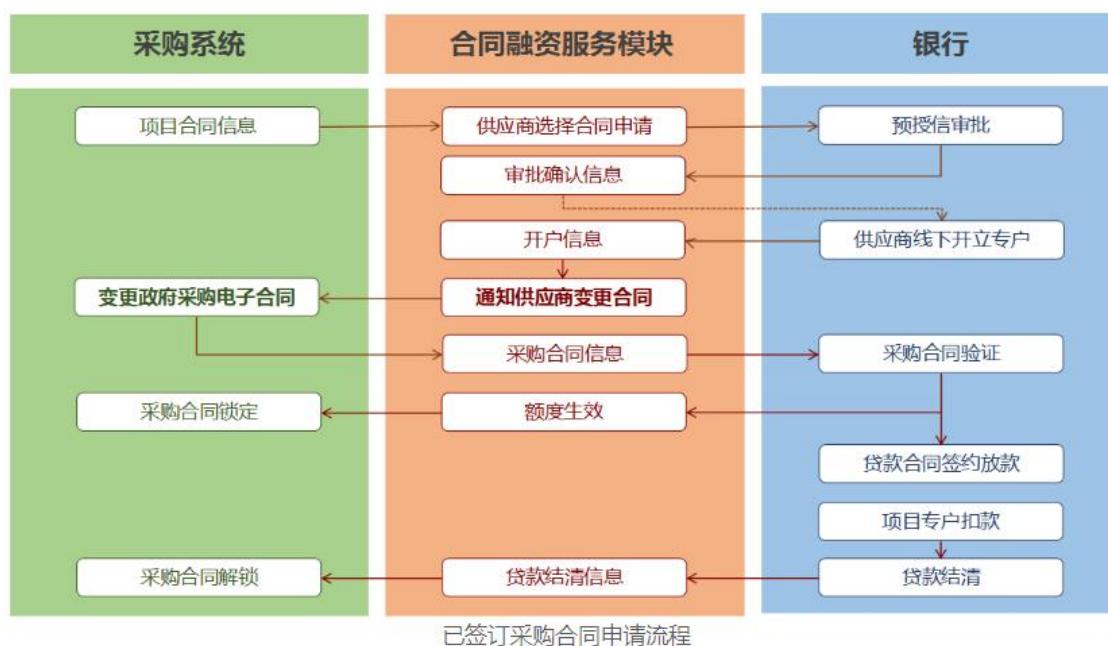 采购系统
合同融资服务模块
银行
项目合同信息
供应商选择合同申请
预授信审批
审批确认信息
开户信息
供应商线下开立专户
变更政府采购电子合同
通知供应商变更合同
采购合同信息
采购合同验证
采购合同锁定
额度生效
贷款合同签约放款
项目专户扣款
采购合同解锁
贷款结清信息
贷款结清
已签订采购合同申请流程